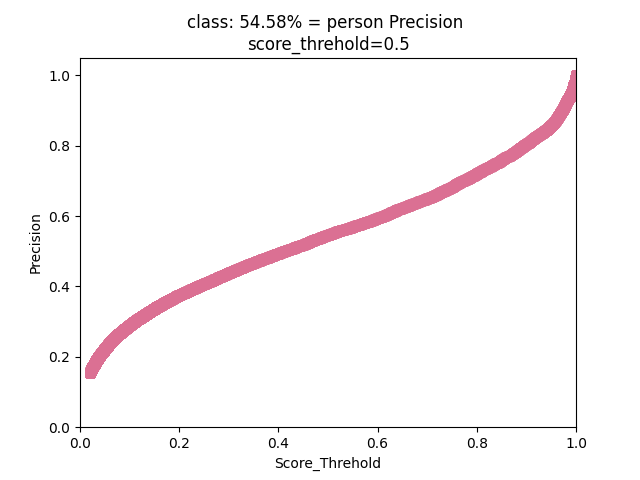 class: 54.58% = person Precision
score_threhold=0.5
1.0
0.8
0.6
0.4
0.2
0.0
Precision
0.0 0.2 0.4 0.6 0.8 1.0
Score_Threhold